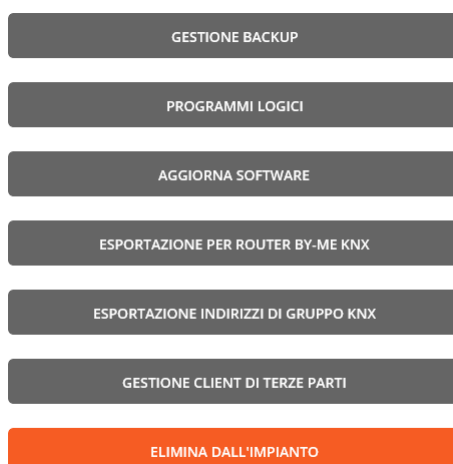 GESTIONE BACKUP
PROGRAMMI LOGICI
AGGIORNA SOFTWARE
ESPORTAZIONE PER ROUTER BY-ME KNX
ESPORTAZIONE INDIRIZZI DI GRUPPO KNX
GESTIONE CLIENT DI TERZE PARTI
ELIMINA DALL'IMPIANTO